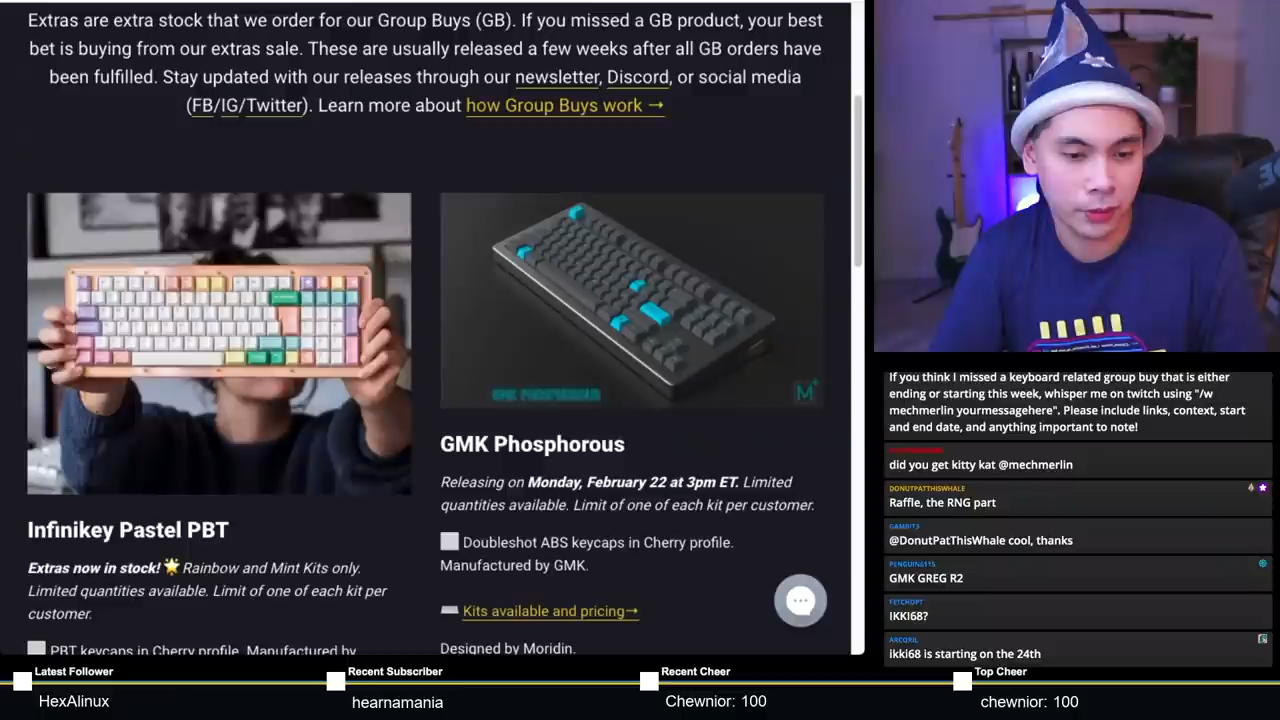 Extras are extra stock that we order for our Group Buys (GB). If you missed a GB product, your best
bet is buying from our extras sale. These are usually released a few weeks after all GB orders have
been fulfilled. Stay updated with our releases through our newsletter, Discord, or social media
(FB/IG/Twitter). Learn more about how Group Buys work →
GMK PHOSPHOROUS
M+
Infinikey Pastel PBT
Extras now in stock! 🌟 Rainbow and Mint Kits only.
Limited quantities available. Limit of one of each kit per
customer.
PBT keycaps in Cherry profile. Manufactured by
GMK Phosphorous
Releasing on Monday, February 22 at 3pm ET. Limited
quantities available. Limit of one of each kit per customer.
Doubleshot ABS keycaps in Cherry profile.
Manufactured by GMK.
Kits available and pricing→
Designed by Moridin.
If you think I missed a keyboard related group buy that is either
ending or starting this week, whisper me on twitch using "/w
mechmerlin yourmessagehere". Please include links, context, start
and end date, and anything important to note!
did you get kitty kat @mechmerlin
DONUTPATTHISWHALE
Raffle, the RNG part
GAMBIT3
@DonutPatThisWhale cool, thanks
PENGUIN6115
GMK GREG R2
FETCHOPT
IKKI68?
ARCORIL
ikki68 is starting on the 24th
Latest Follower
HexAlinux
Recent Subscriber
hearnamania
Recent Cheer
Chewnior: 100
Top Cheer
chewnior: 100